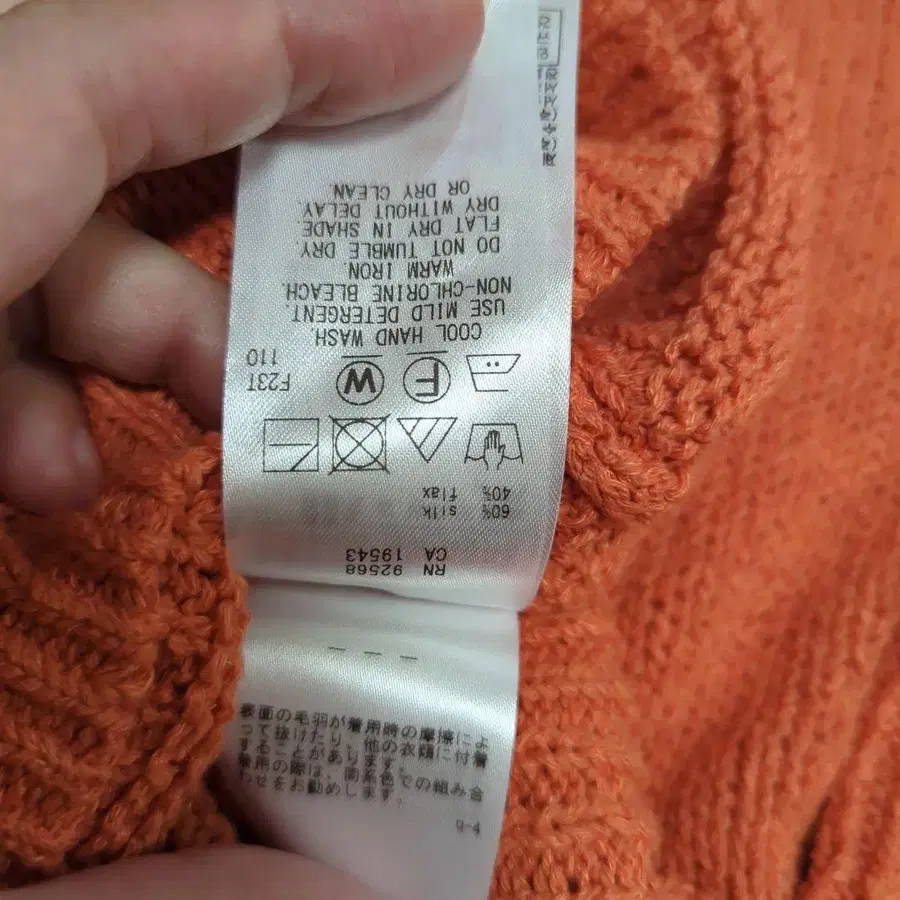 RN 92568
CA 19543
60% silk
40% flax
F
W
F23T
110
COOL HAND WASH.
USE MILD DETERGENT.
NON-CHLORINE BLEACH.
WARM IRON.
DO NOT TUMBLE DRY.
FLAT DRY IN SHADE.
DRY WITHOUT DELAY.
OR DRY CLEAN.
表面の毛羽が着用時の摩擦によ
って抜けたり、他の衣類に付着
することがあります。
着用の際は、同系色での組み合
わせをお勧めします。